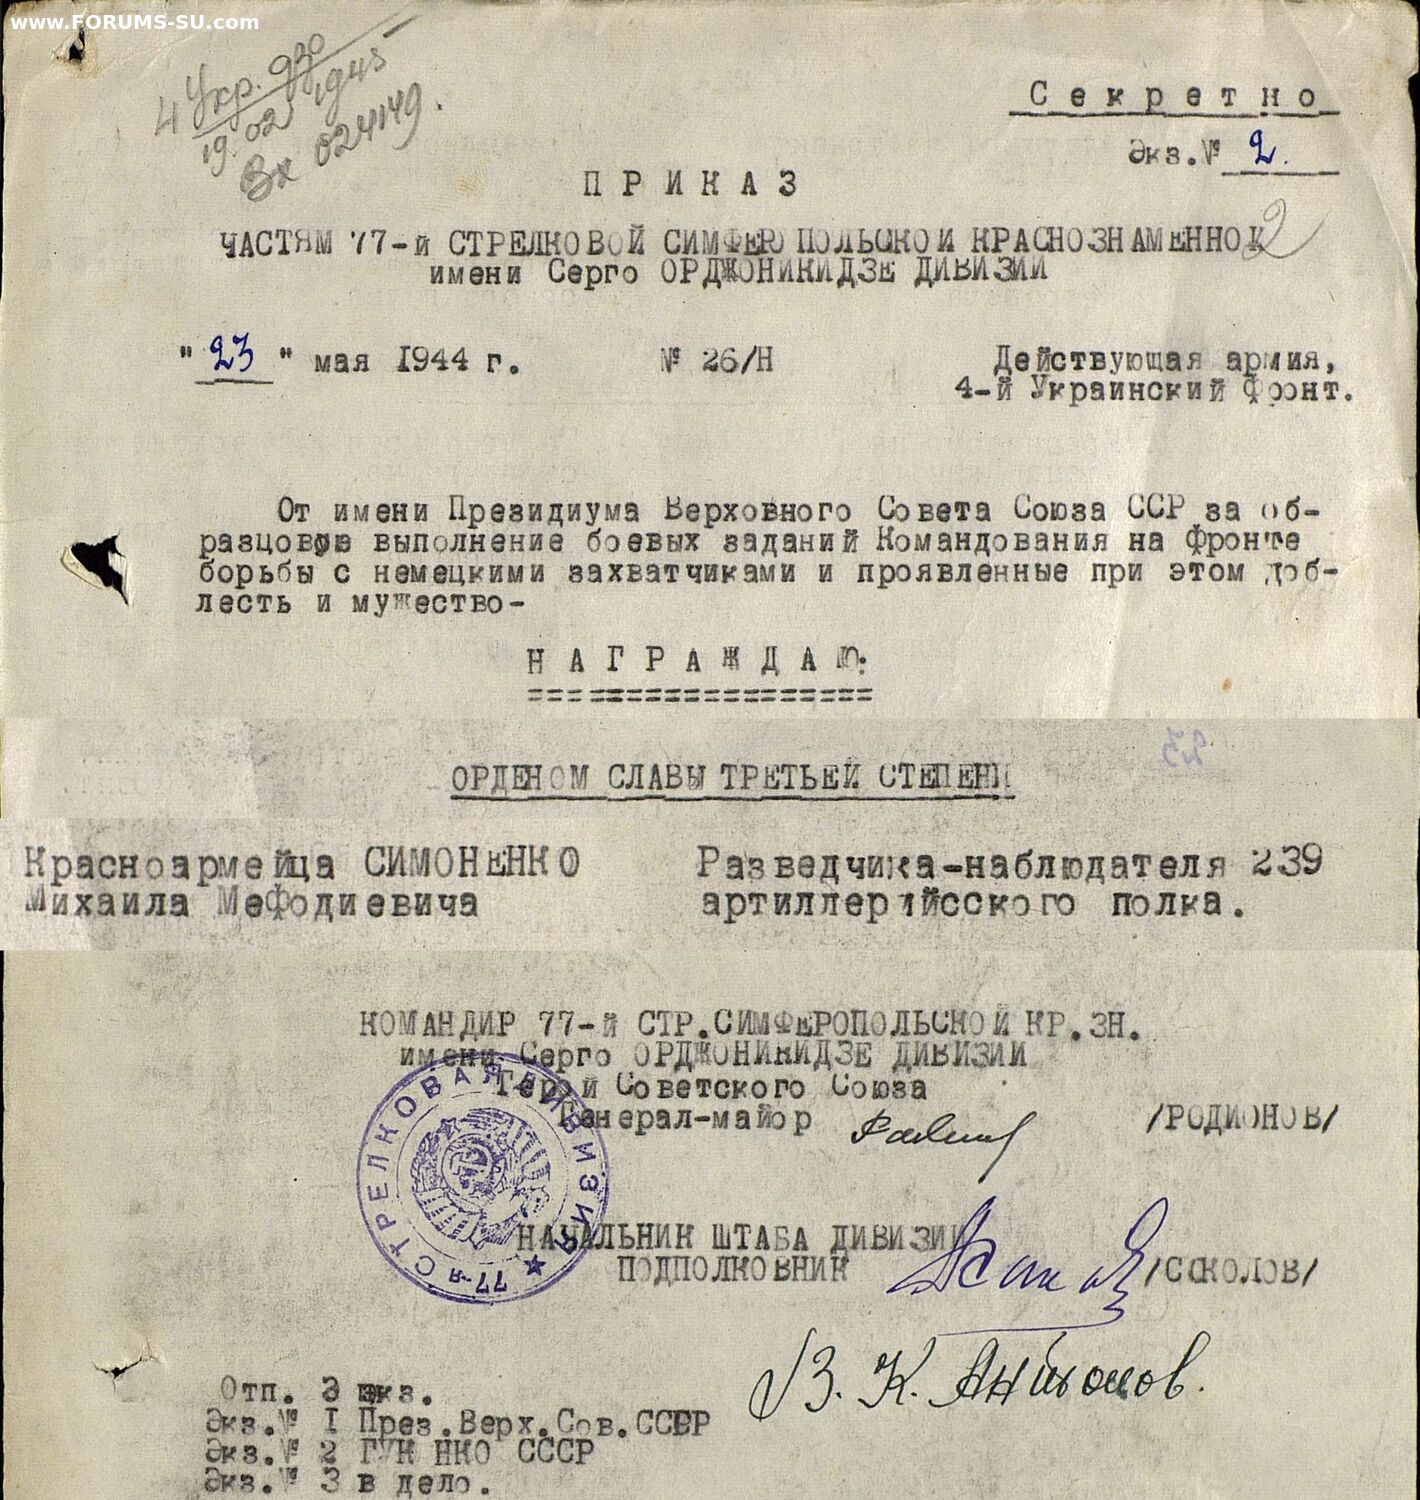 www.FORUMS-SU.com
4 Укр. 930
19.02 1945
Вх 024149.
Секретно
Экз.№ 2.
ПРИКАЗ
2
ЧАСТЯМ 77-й СТРЕЛКОВОЙ СИМФЕРОПОЛЬСКОЙ КРАСНОЗНАМЕННОЙ
имени Серго ОРДЖОНИКИДЗЕ ДИВИЗИИ
"23" мая 1944 г. № 26/Н Действующая армия,
4-й Украинский Фронт.
От имени Президиума Верховного Совета Союза ССР за об-
разцовое выполнение боевых заданий Командования на Фронте
борьбы с немецкими захватчиками и проявленные при этом доб-
лесть и мужество-
НАГРАЖДАЮ:
==================
ОРДЕНОМ СЛАВЫ ТРЕТЬЕЙ СТЕПЕНИ
Красноармейца СИМОНЕНКО Разведчика-наблюдателя 239
Михаила Мефодиевича артиллерийсского полка.
КОМАНДИР 77-й СТР.СИМФЕРОПОЛЬСКОЙ КР.ЗН.
имени Серго ОРДЖОНИКИДЗЕ ДИВИЗИИ
Герой Советского Союза
Генерал-майор /РОДИОНОВ/
77-я СТРЕЛКОВАЯ ДИВИЗИЯ
НАЧАЛЬНИК ШТАБА ДИВИЗИИ
ПОДПОЛКОВНИК /СОКОЛОВ/
В. К.
Отп. 3 экз.
Экз.№ 1 През.Верх.Сов.СССР
Экз.№ 2 ГУК НКО СССР
Экз.№ 3 в дело.